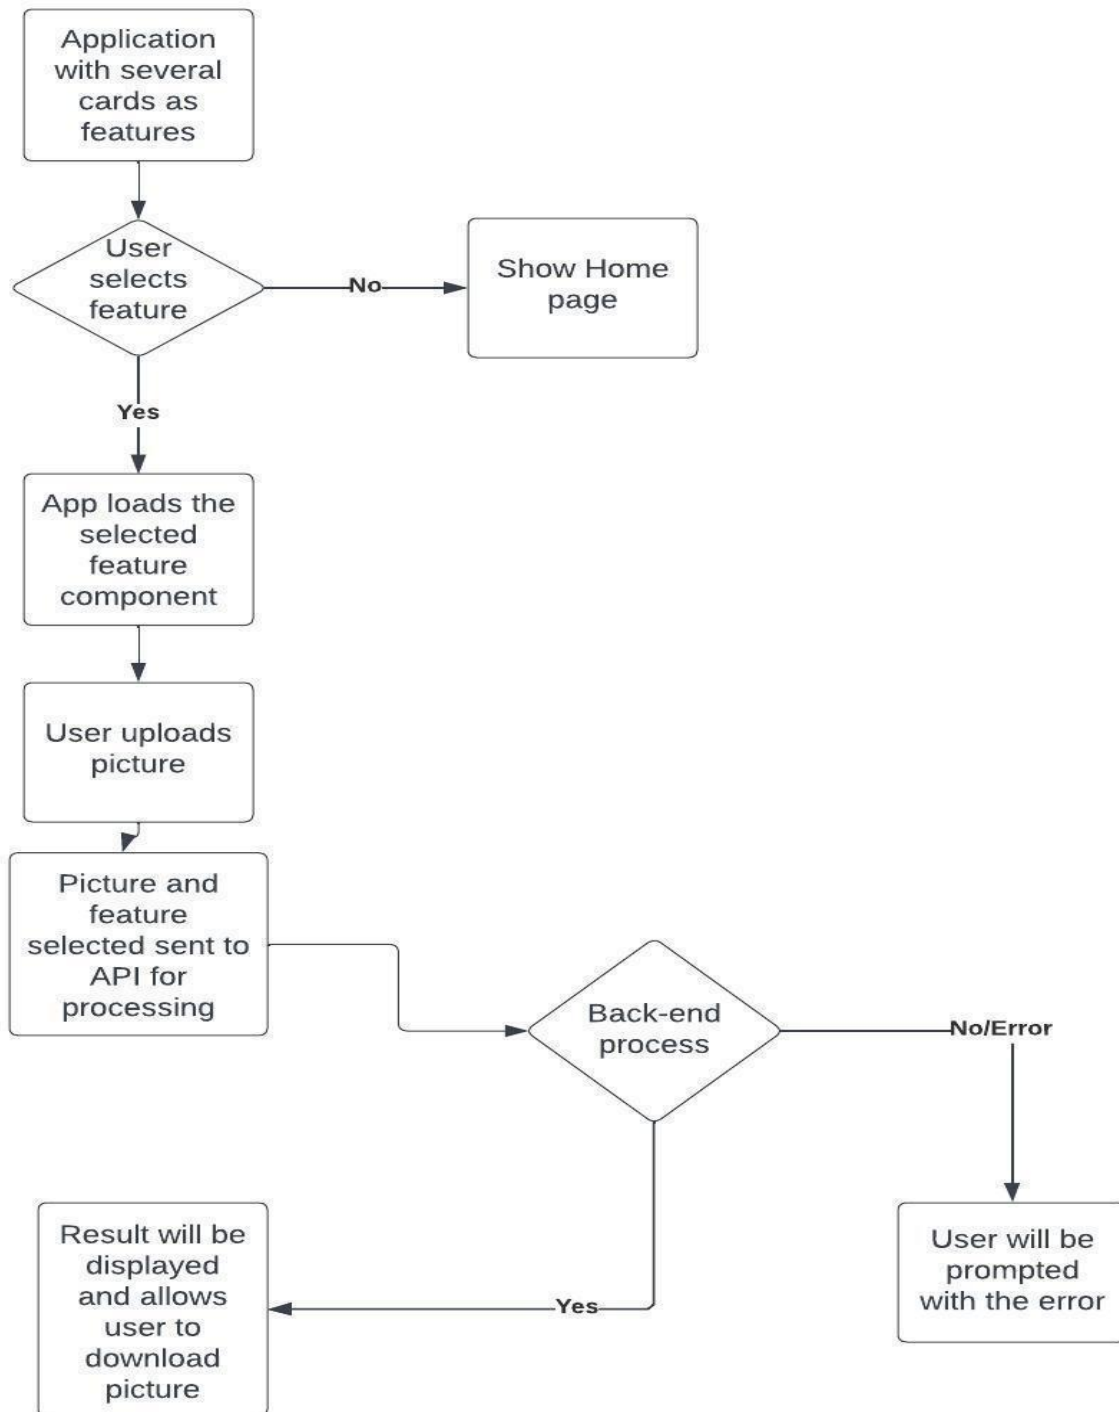 Application
with several
cards as
features
User
selects
feature
No
Show Home
page
Yes
App loads the
selected
feature
component
User uploads
picture
Picture and
feature
selected sent to
API for
processing
Back-end
process
No/Error
User will be
prompted
with the error
Yes
Result will be
displayed
and allows
user to
download
picture